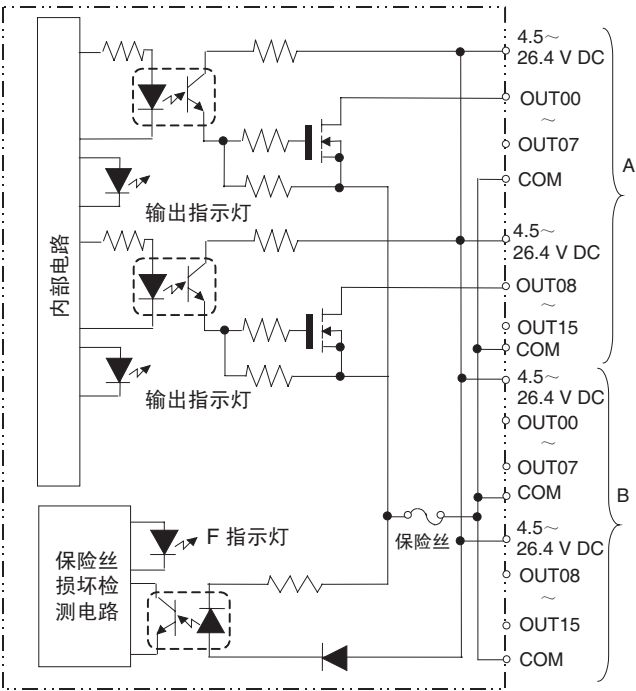 4.5～
26.4 V DC
OUT00
～
OUT07
COM
A
输出指示灯
4.5～
26.4 V DC
内部电路
OUT08
～
OUT15
COM
输出指示灯
4.5～
26.4 V DC
OUT00
～
OUT07
COM
B
保险丝
4.5～
26.4 V DC
F 指示灯
保险丝
损坏检
测电路
OUT08
～
OUT15
COM